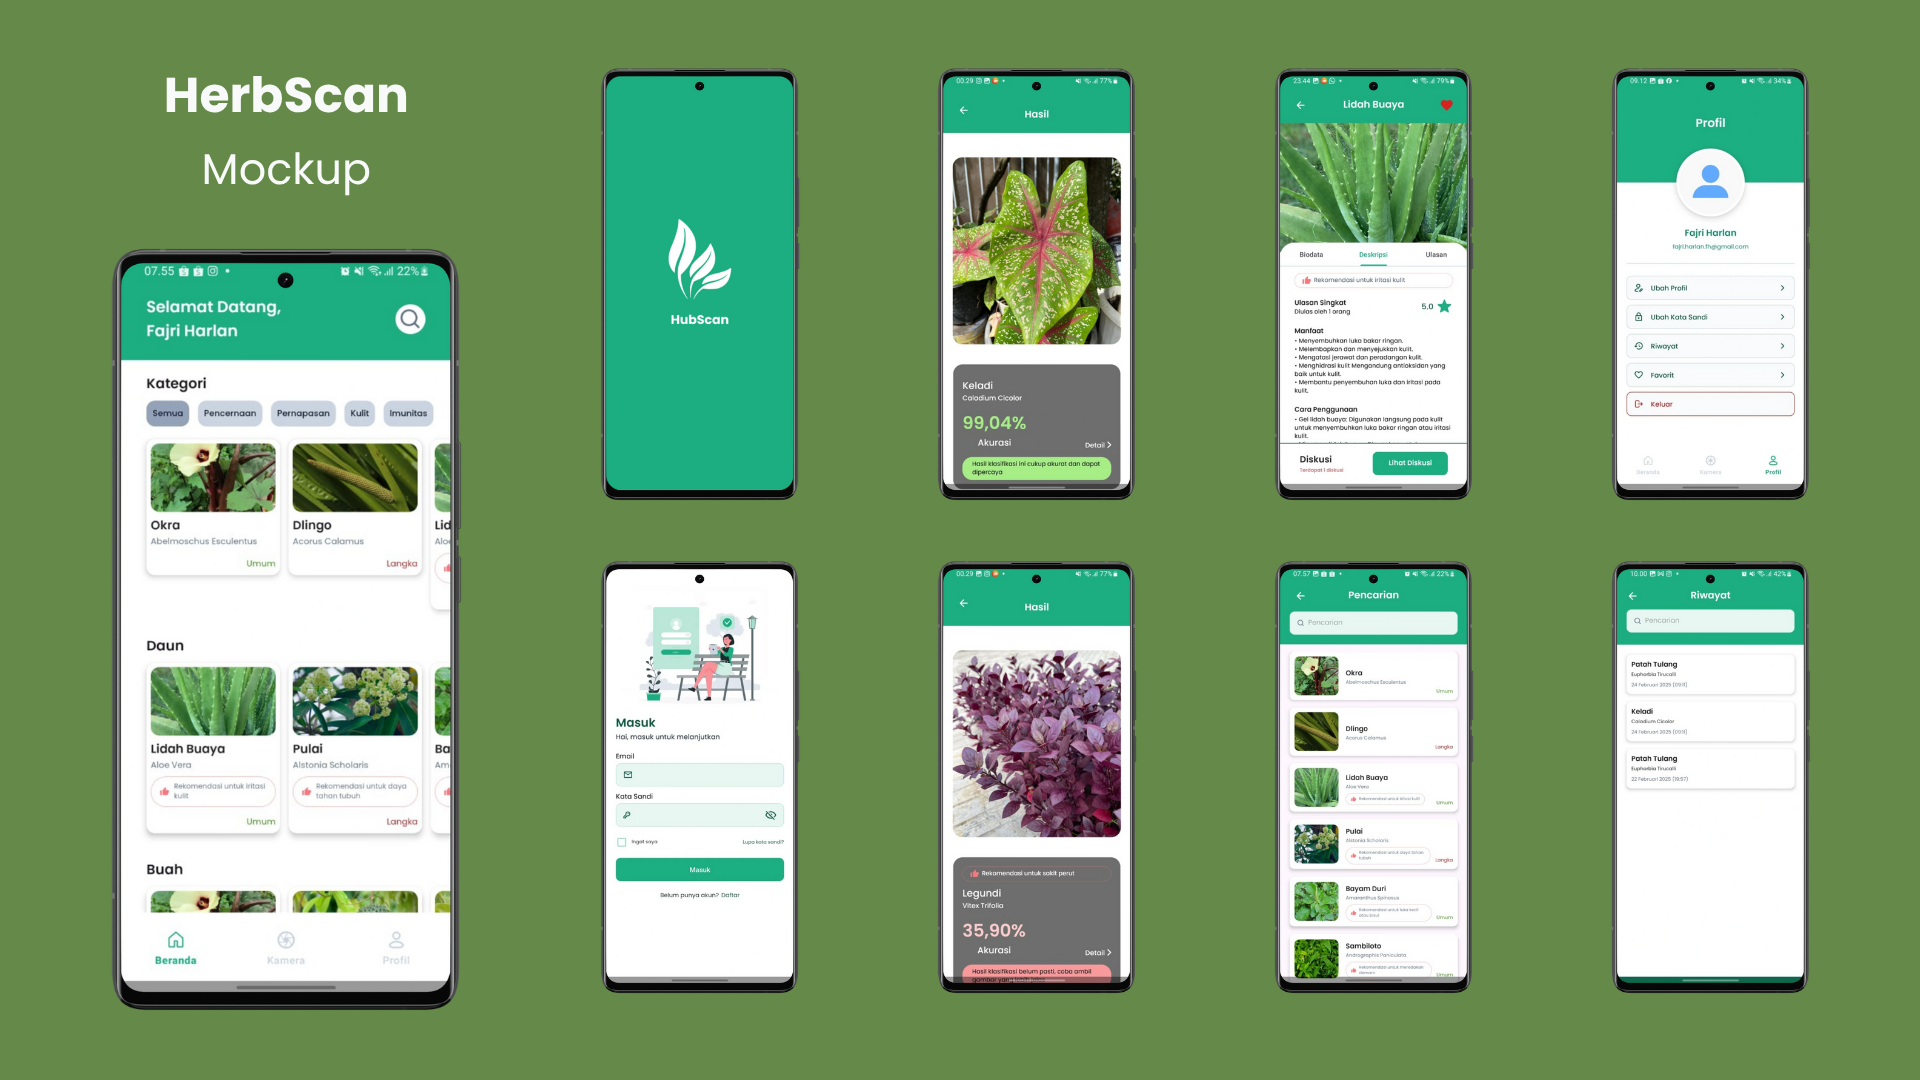 HerbScan
Mockup
07.55
22%
Selamat Datang,
Fajri Harlan
Kategori
Semua
Pencernaan
Pernapasan
Kulit
Imunitas
Okra
Abelmoschus Esculentus
Umum
Dlingo
Acorus Calamus
Langka
Lid
Alo
Daun
Lidah Buaya
Aloe Vera
Rekomendasi untuk iritasi
kulit
Umum
Pulai
Alstonia Scholaris
Rekomendasi untuk daya
tahan tubuh
Langka
Ba
Am
Buah
Beranda
Kamera
Profil
HubScan
00.29
77%
Hasil
Keladi
Caladium Cicolor
99,04%
Akurasi
Detail
Hasil klasifikasi ini cukup akurat dan dapat
dipercaya
23.44
79%
Lidah Buaya
Biodata
Deskripsi
Ulasan
Rekomendasi untuk iritasi kulit
Ulasan Singkat
Diulas oleh 1 orang
5.0
Manfaat
• Menyembuhkan luka bakar ringan.
• Melembapkan dan menyejukkan kulit.
• Mengatasi jerawat dan peradangan kulit.
• Menghidrasi kulit Mengandung antioksidan yang
baik untuk kulit.
• Membantu penyembuhan luka dan iritasi pada
kulit.
Cara Penggunaan
• Gel lidah buaya: Digunakan langsung pada kulit
untuk menyembuhkan luka bakar ringan atau iritasi
kulit.
Diskusi
Terdapat 1 diskusi
Lihat Diskusi
09.12
34%
Profil
Fajri Harlan
fajri.harlan.fh@gmail.com
Ubah Profil
Ubah Kata Sandi
Riwayat
Favorit
Keluar
Beranda
Kamera
Profil
Masuk
Hai, masuk untuk melanjutkan
Email
Kata Sandi
Ingat saya
Lupa kata sandi?
Masuk
Belum punya akun? Daftar
00.29
77%
Hasil
Rekomendasi untuk sakit perut
Legundi
Vitex Trifolia
35,90%
Akurasi
Detail
Hasil klasifikasi belum pasti, coba ambil
gambar
07.57
22%
Pencarian
Pencarian
Okra
Abelmoschus Esculentus
Umum
Dlingo
Acorus Calamus
Langka
Lidah Buaya
Aloe Vera
Rekomendasi untuk iritasi kulit
Umum
Pulai
Alstonia Scholaris
Rekomendasi untuk daya tahan
tubuh
Langka
Bayam Duri
Amaranthus Spinosus
Rekomendasi untuk
Umum
Sambiloto
Andrographis Paniculata
Rekomendasi untuk meredakan
Umum
10.00
42%
Riwayat
Pencarian
Patah Tulang
Euphorbia Tirucalli
24 Februari 2025
Keladi
Caladium Cicolor
24 Februari 2025
Patah Tulang
Euphorbia Tirucalli
22 Februari 2025 (19.57)